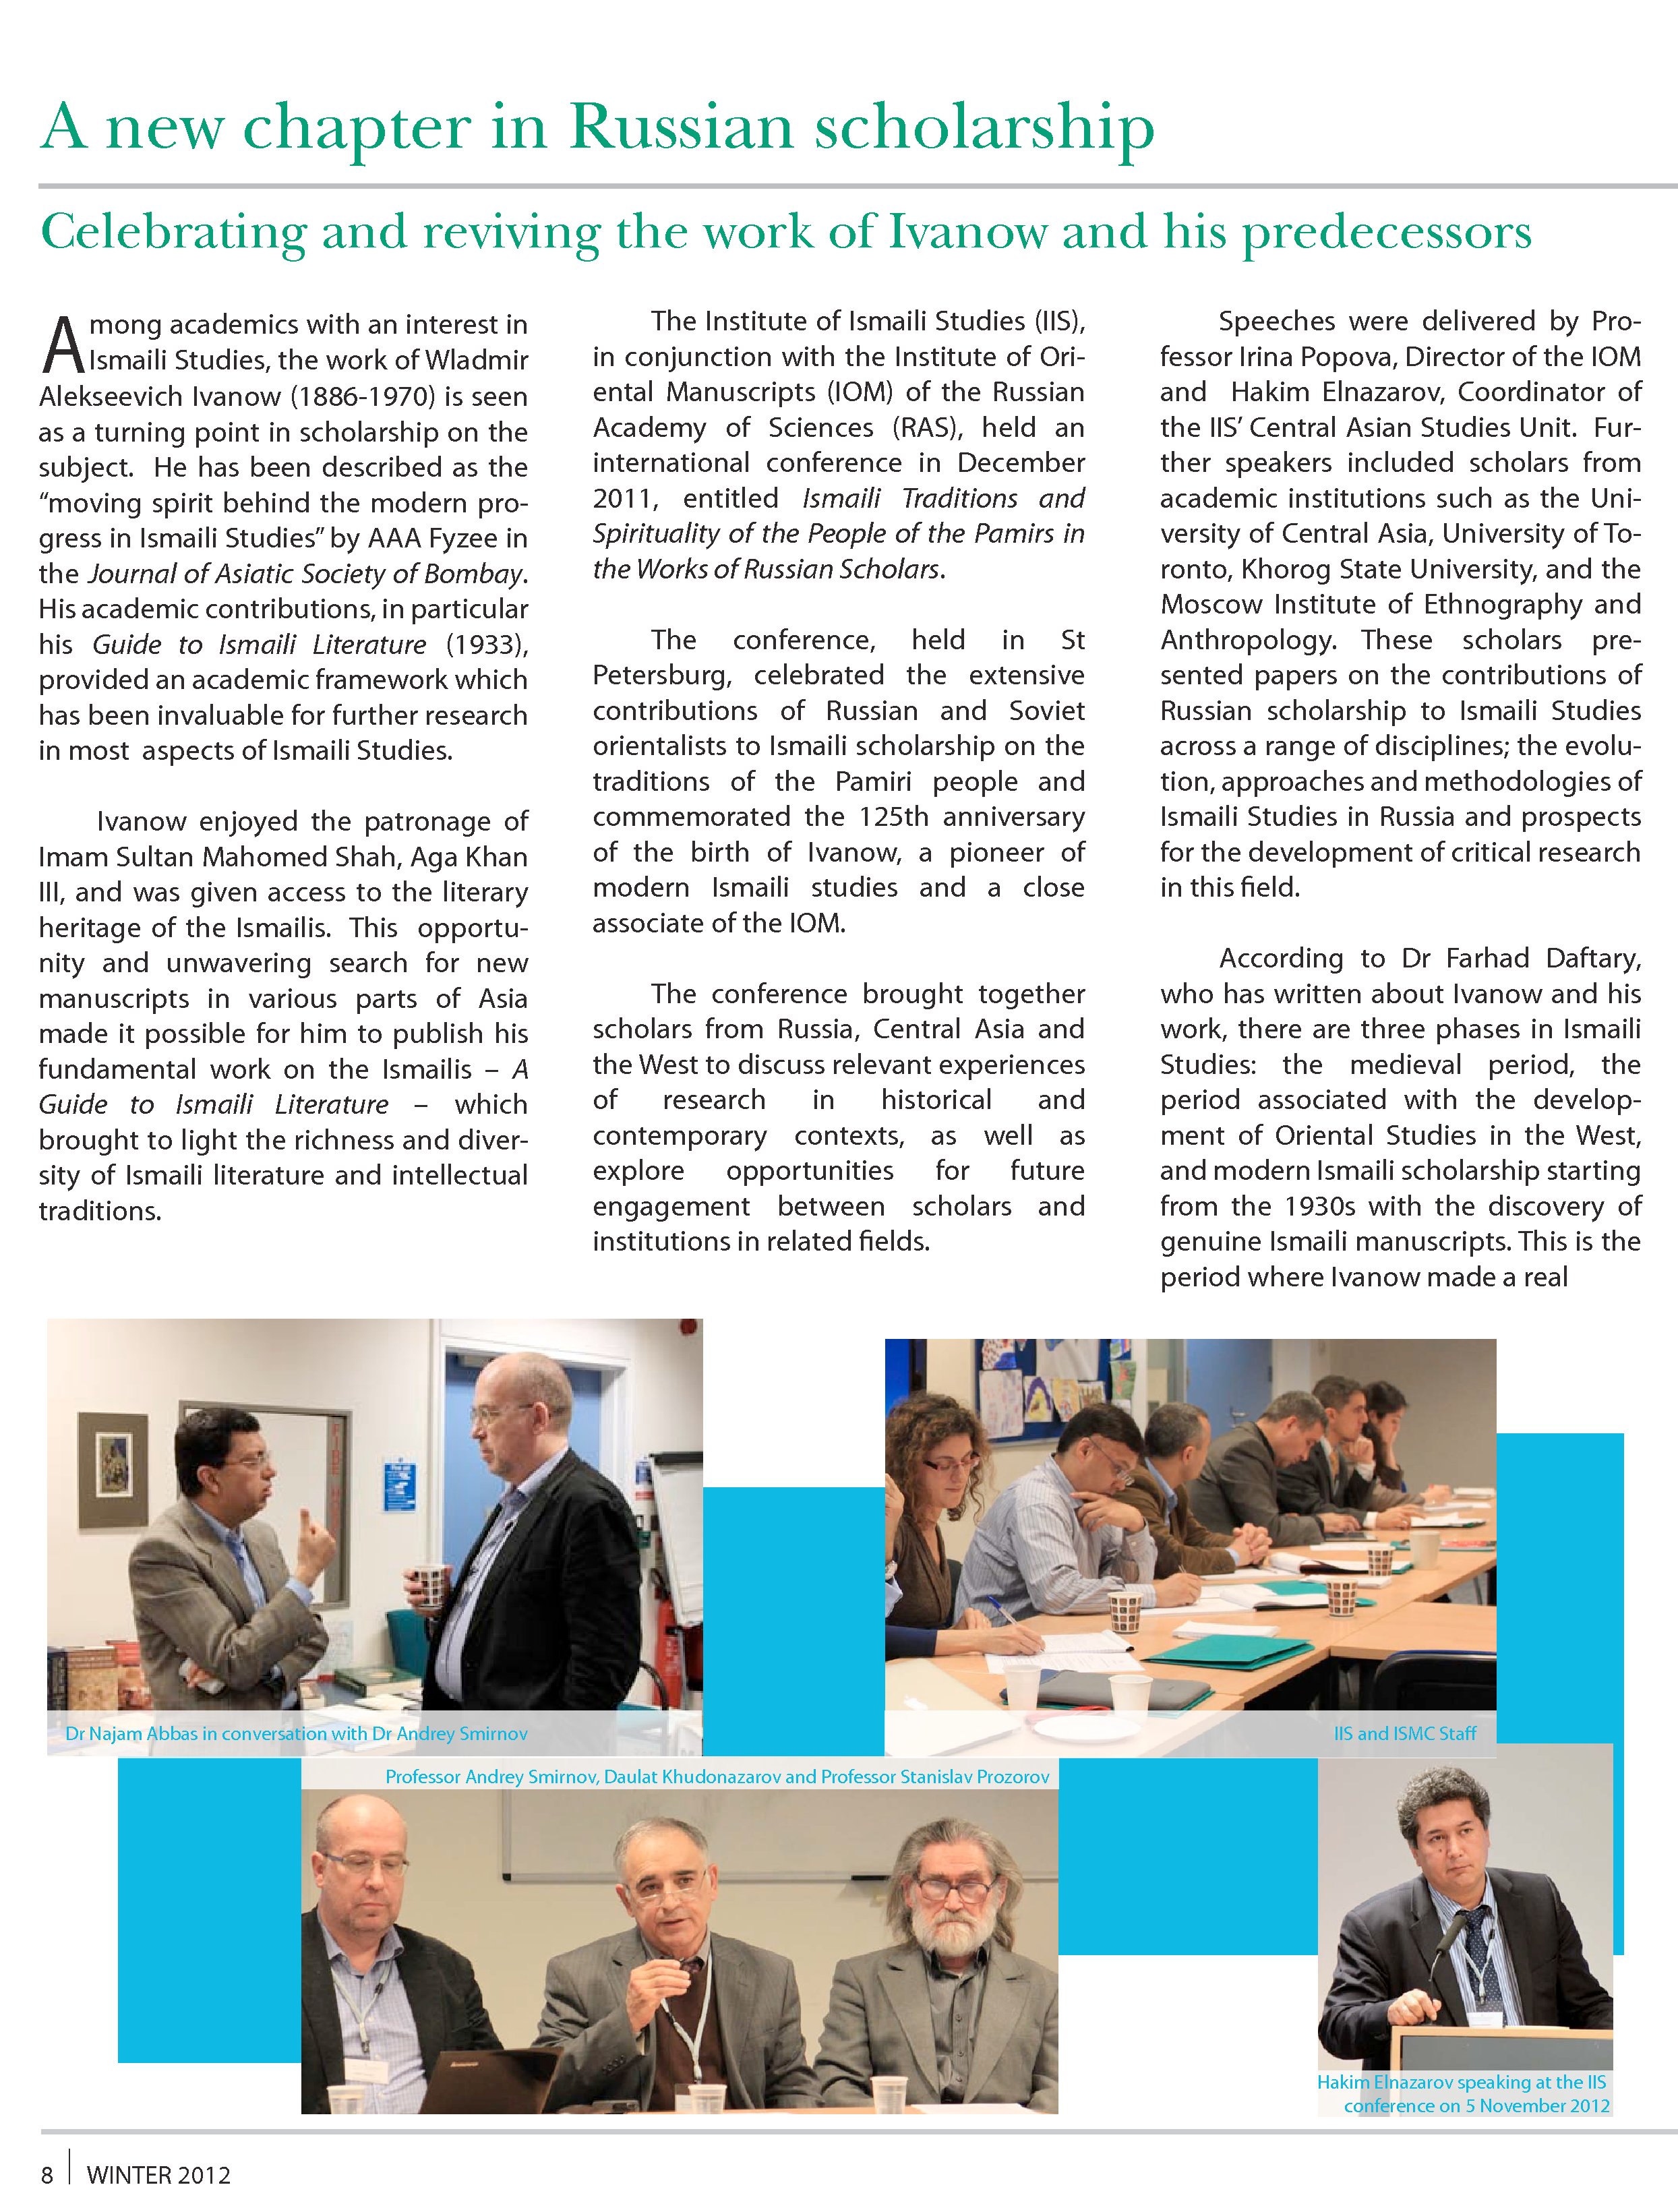 A new chapter in Russian scholarship
Celebrating and reviving the work of Ivanow and his predecessors
Among academics with an interest in
Ismaili Studies, the work of Wladmir
Alekseevich Ivanow (1886-1970) is seen
as a turning point in scholarship on the
subject. He has been described as the
“moving spirit behind the modern pro-
gress in Ismaili Studies” by AAA Fyzee in
the Journal of Asiatic Society of Bombay.
His academic contributions, in particular
his Guide to Ismaili Literature (1933),
provided an academic framework which
has been invaluable for further research
in most aspects of Ismaili Studies.
Ivanow enjoyed the patronage of
Imam Sultan Mahomed Shah, Aga Khan
III, and was given access to the literary
heritage of the Ismailis. This opportu-
nity and unwavering search for new
manuscripts in various parts of Asia
made it possible for him to publish his
fundamental work on the Ismailis – A
Guide to Ismaili Literature – which
brought to light the richness and diver-
sity of Ismaili literature and intellectual
traditions.
The Institute of Ismaili Studies (IIS),
in conjunction with the Institute of Ori-
ental Manuscripts (IOM) of the Russian
Academy of Sciences (RAS), held an
international conference in December
2011, entitled Ismaili Traditions and
Spirituality of the People of the Pamirs in
the Works of Russian Scholars.
The conference, held in St
Petersburg, celebrated the extensive
contributions of Russian and Soviet
orientalists to Ismaili scholarship on the
traditions of the Pamiri people and
commemorated the 125th anniversary
of the birth of Ivanow, a pioneer of
modern Ismaili studies and a close
associate of the IOM.
The conference brought together
scholars from Russia, Central Asia and
the West to discuss relevant experiences
of research in historical and
contemporary contexts, as well as
explore opportunities for future
engagement between scholars and
institutions in related fields.
Speeches were delivered by Pro-
fessor Irina Popova, Director of the IOM
and Hakim Elnazarov, Coordinator of
the IIS’ Central Asian Studies Unit. Fur-
ther speakers included scholars from
academic institutions such as the Uni-
versity of Central Asia, University of To-
ronto, Khorog State University, and the
Moscow Institute of Ethnography and
Anthropology. These scholars pre-
sented papers on the contributions of
Russian scholarship to Ismaili Studies
across a range of disciplines; the evolu-
tion, approaches and methodologies of
Ismaili Studies in Russia and prospects
for the development of critical research
in this field.
According to Dr Farhad Daftary,
who has written about Ivanow and his
work, there are three phases in Ismaili
Studies: the medieval period, the
period associated with the develop-
ment of Oriental Studies in the West,
and modern Ismaili scholarship starting
from the 1930s with the discovery of
genuine Ismaili manuscripts. This is the
period where Ivanow made a real
Dr Najam Abbas in conversation with Dr Andrey Smirnov
IIS and ISMC Staff
Professor Andrey Smirnov, Daulat Khudonazarov and Professor Stanislav Prozorov
Hakim Elnazarov speaking at the IIS
conference on 5 November 2012
8 | WINTER 2012